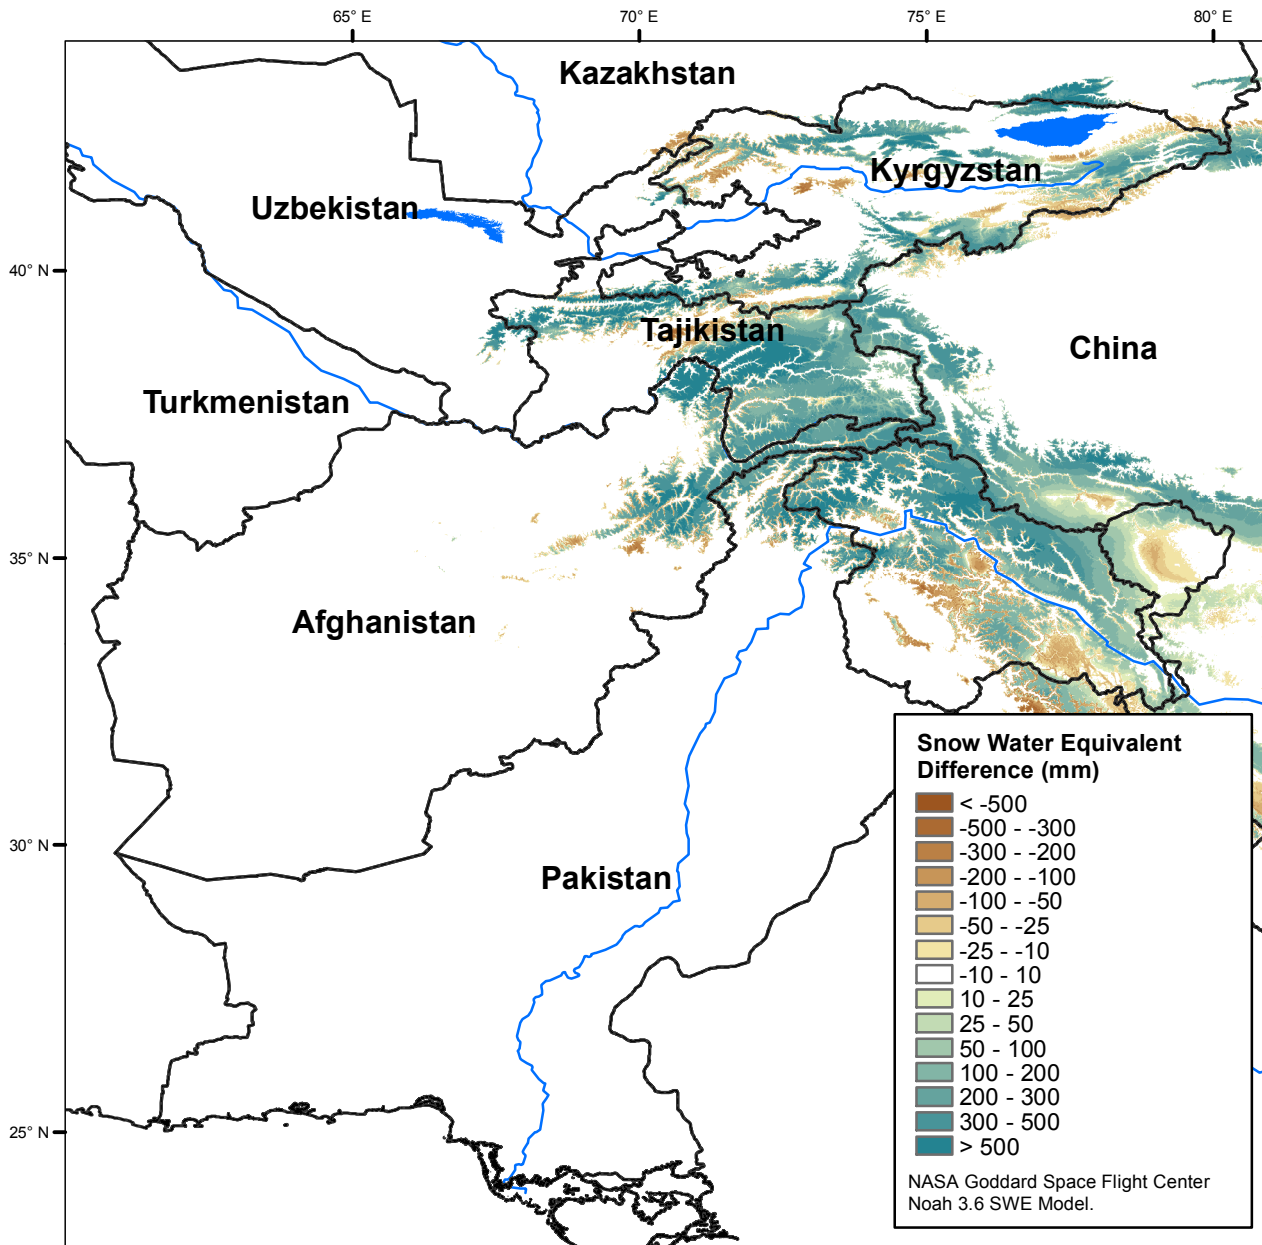 65° E
70° E
75° E
80° E
Kazakhstan
Kyrgyzstan
Uzbekistan
40° N
Tajikistan
China
Turkmenistan
35° N
Afghanistan
Snow Water Equivalent
Difference (mm)
< -500
-500 - -300
-300 - -200
-200 - -100
-100 - -50
-50 - -25
-25 - -10
-10 - 10
10 - 25
25 - 50
50 - 100
100 - 200
200 - 300
300 - 500
> 500
NASA Goddard Space Flight Center
Noah 3.6 SWE Model.
30° N
Pakistan
25° N